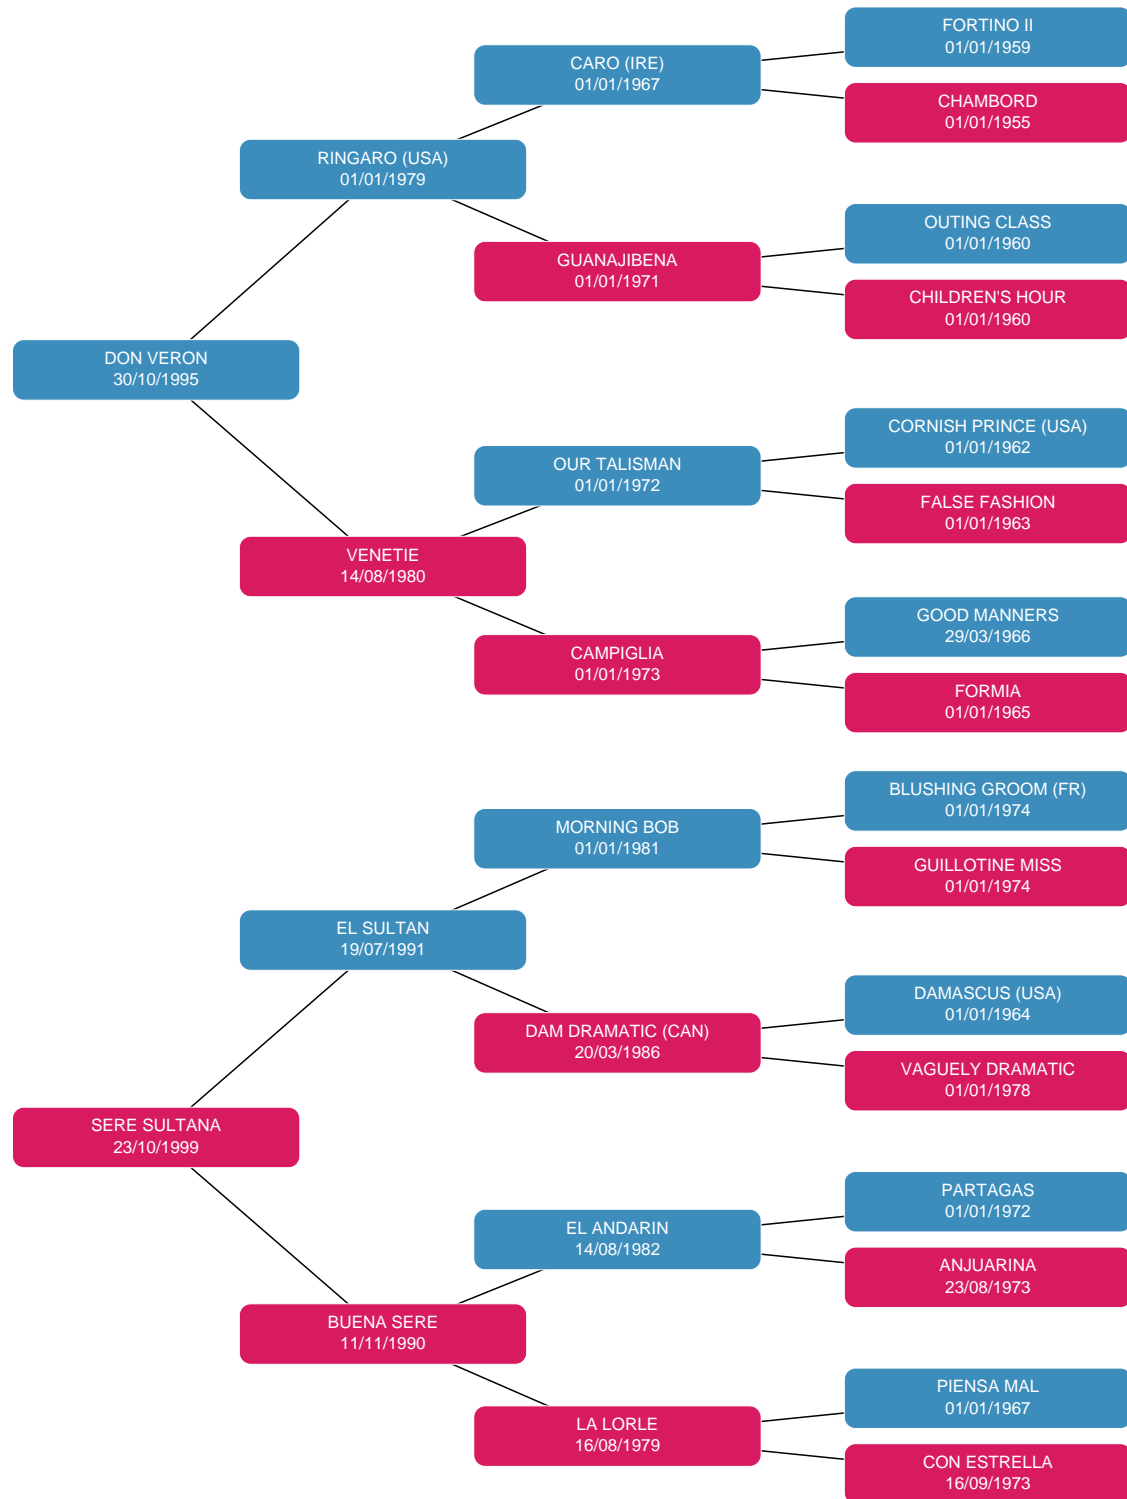 FORTINO II
01/01/1959
CARO (IRE)
01/01/1967
CHAMBORD
01/01/1955
RINGARO (USA)
01/01/1979
OUTING CLASS
01/01/1960
GUANAJIBENA
01/01/1971
CHILDREN'S HOUR
01/01/1960
DON VERON
30/10/1995
CORNISH PRINCE (USA)
01/01/1962
OUR TALISMAN
01/01/1972
FALSE FASHION
01/01/1963
VENETIE
14/08/1980
GOOD MANNERS
29/03/1966
CAMPIGLIA
01/01/1973
FORMIA
01/01/1965
BLUSHING GROOM (FR)
01/01/1974
MORNING BOB
01/01/1981
GUILLOTINE MISS
01/01/1974
EL SULTAN
19/07/1991
DAMASCUS (USA)
01/01/1964
DAM DRAMATIC (CAN)
20/03/1986
VAGUELY DRAMATIC
01/01/1978
SERE SULTANA
23/10/1999
PARTAGAS
01/01/1972
EL ANDARIN
14/08/1982
ANJUARINA
23/08/1973
BUENA SERE
11/11/1990
PIENSA MAL
01/01/1967
LA LORLE
16/08/1979
CON ESTRELLA
16/09/1973